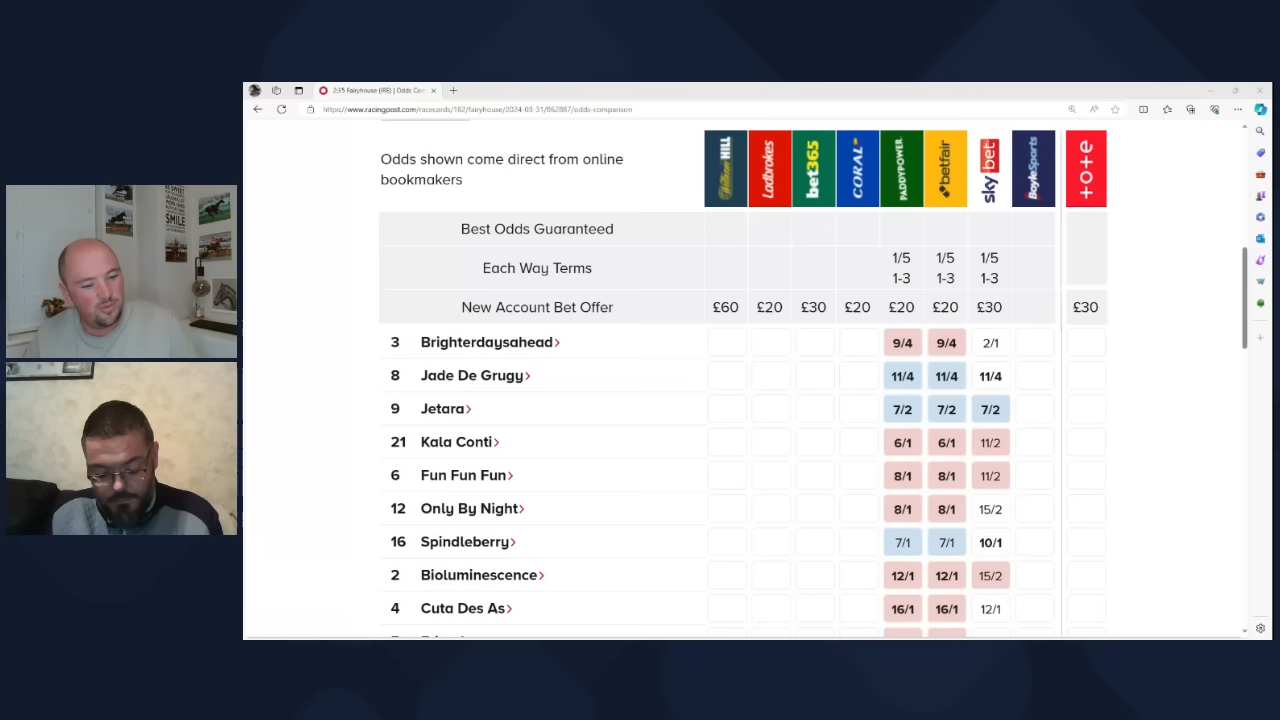 2:35 Fairyhouse (IRE) | Odds Co
https://www.racingpost.com/racecards/182/fairyhouse/2024-03-31/862887/odds-comparison
SMILE
Odds shown come direct from online
bookmakers
William HILL Ladbrokes bet365 CORAL PADDYPOWER betfair sky bet BoyleSports tote
Best Odds Guaranteed
Each Way Terms 1/5 1/5 1/5
1-3 1-3 1-3
New Account Bet Offer £60 £20 £30 £20 £20 £20 £30 £30
3 Brighterdaysahead 9/4 9/4 2/1
8 Jade De Grugy 11/4 11/4 11/4
9 Jetara 7/2 7/2 7/2
21 Kala Conti 6/1 6/1 11/2
6 Fun Fun Fun 8/1 8/1 11/2
12 Only By Night 8/1 8/1 15/2
16 Spindleberry 7/1 7/1 10/1
2 Bioluminescence 12/1 12/1 15/2
4 Cuta Des As 16/1 16/1 12/1